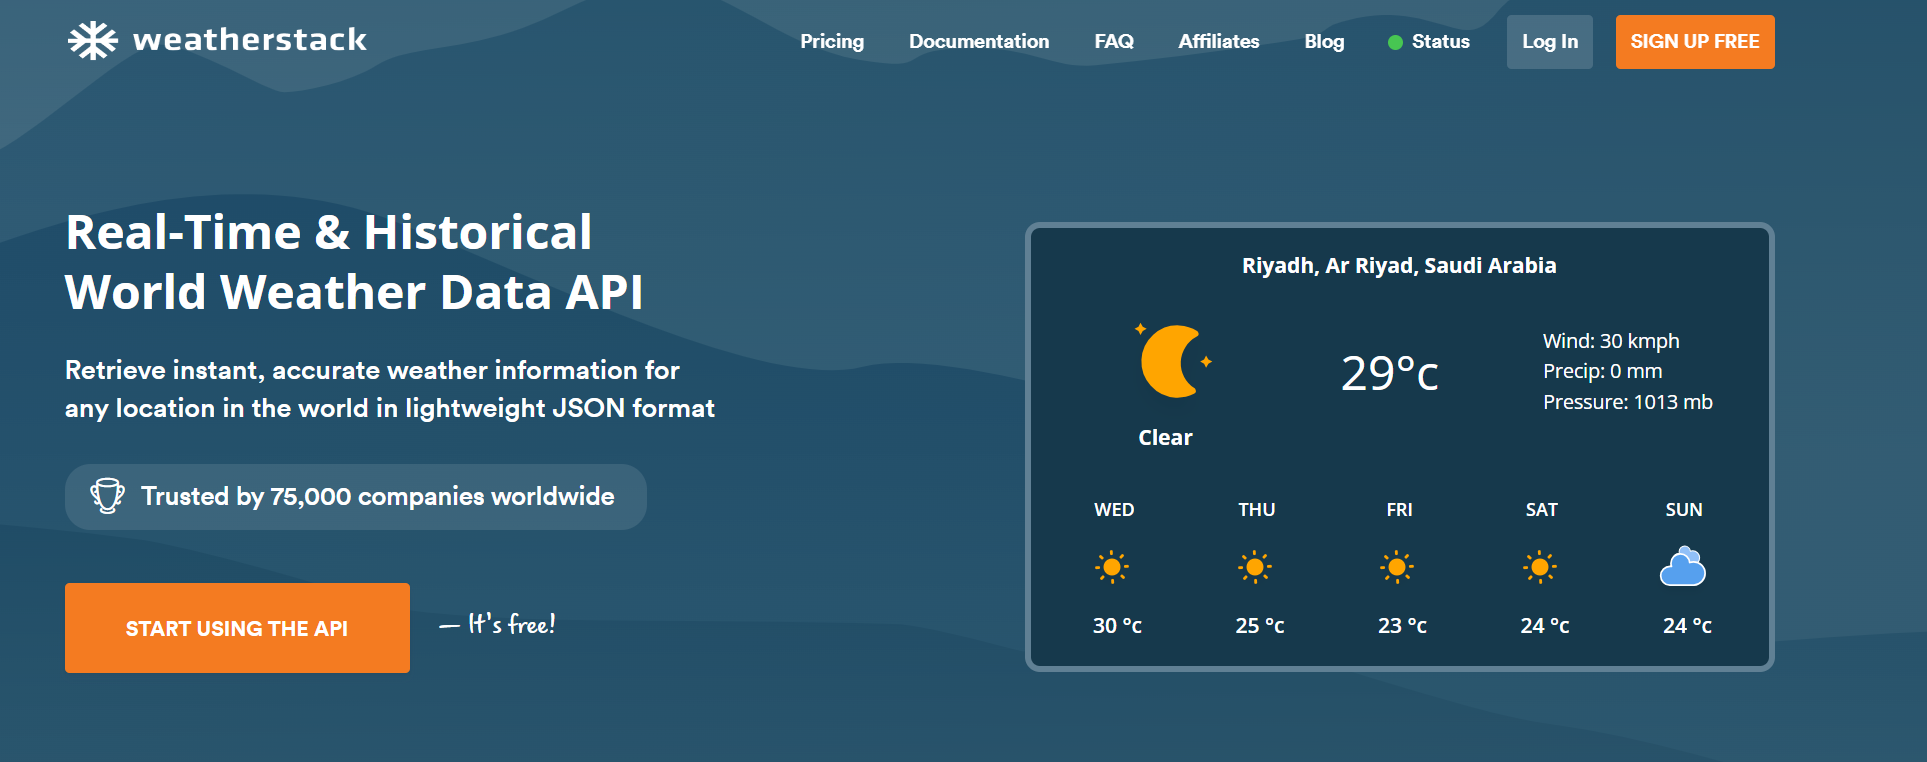 weatherstack
Pricing Documentation FAQ Affiliates Blog Status Log In SIGN UP FREE
Real-Time & Historical
World Weather Data API
Retrieve instant, accurate weather information for
any location in the world in lightweight JSON format
Trusted by 75,000 companies worldwide
START USING THE API
— It's free!
Riyadh, Ar Riyad, Saudi Arabia
Clear
29°c
Wind: 30 kmph
Precip: 0 mm
Pressure: 1013 mb
WED THU FRI SAT SUN
30 °c 25 °c 23 °c 24 °c 24 °c